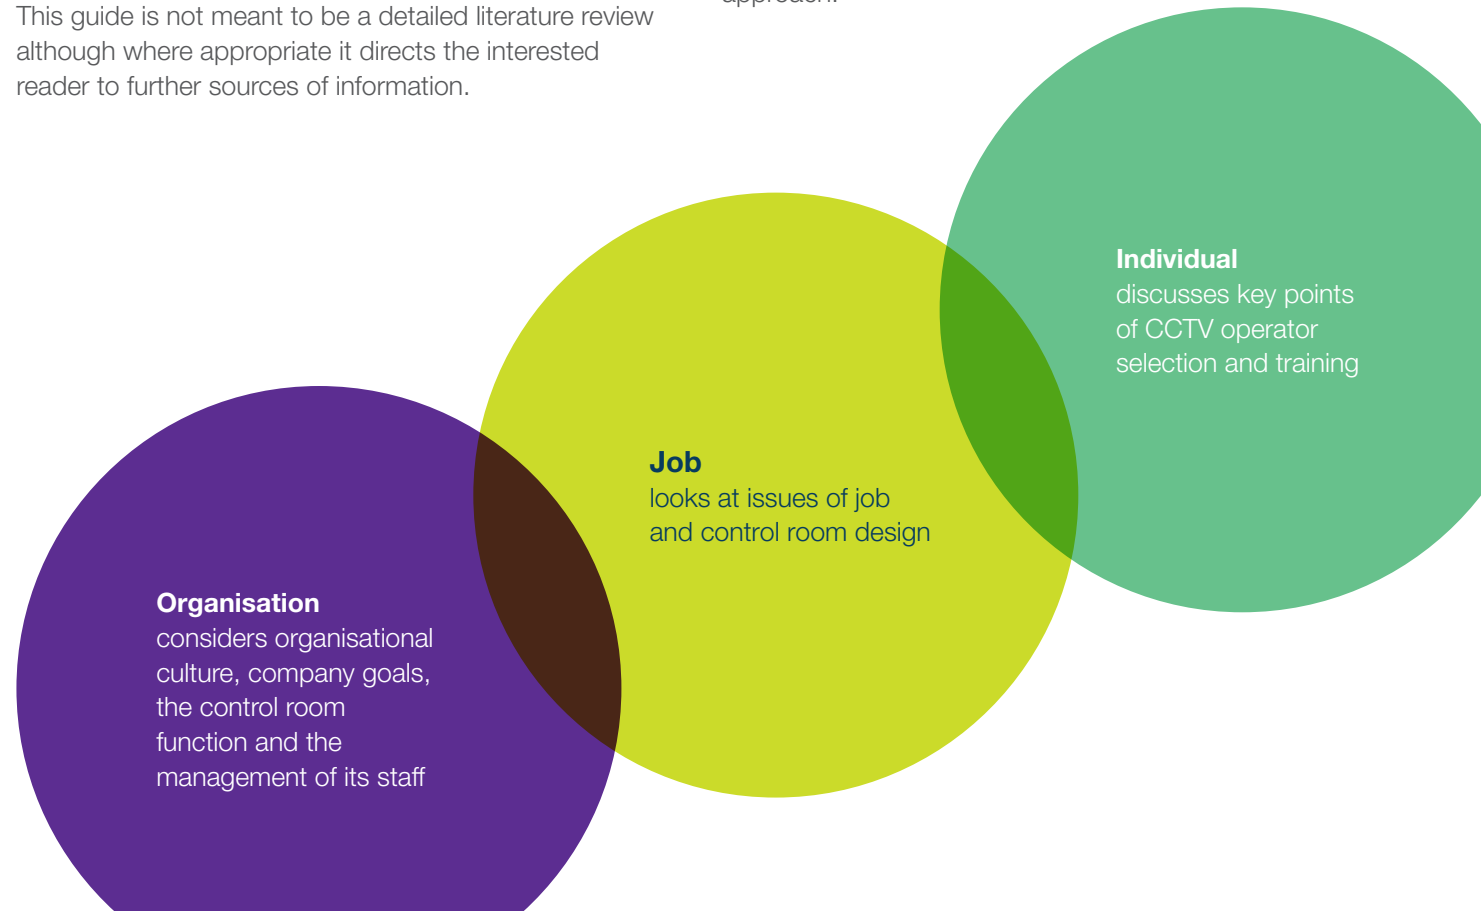 This guide is not meant to be a detailed literature review
although where appropriate it directs the interested
reader to further sources of information.
approach.
Individual
discusses key points
of CCTV operator
selection and training
Job
looks at issues of job
and control room design
Organisation
considers organisational
culture, company goals,
the control room
function and the
management of its staff